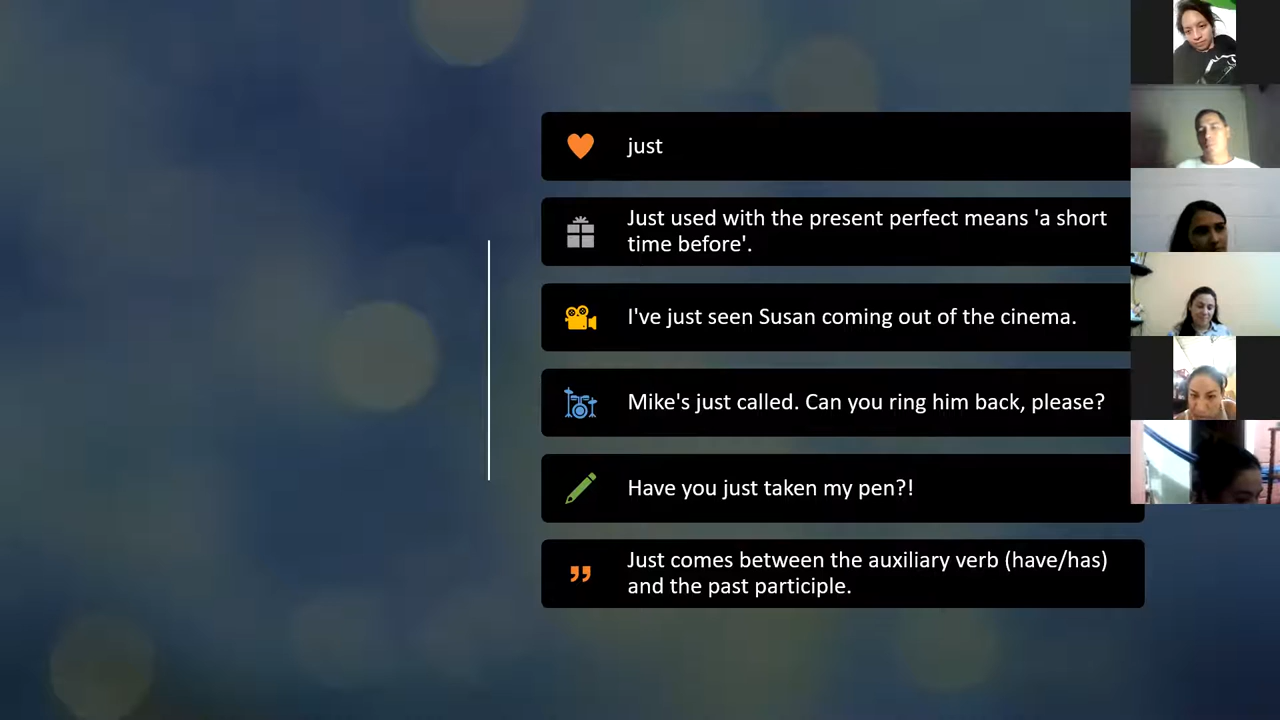 just
Just used with the present perfect means 'a short
time before'.
I've just seen Susan coming out of the cinema.
Mike's just called. Can you ring him back, please?
Have you just taken my pen?!
Just comes between the auxiliary verb (have/has)
and the past participle.